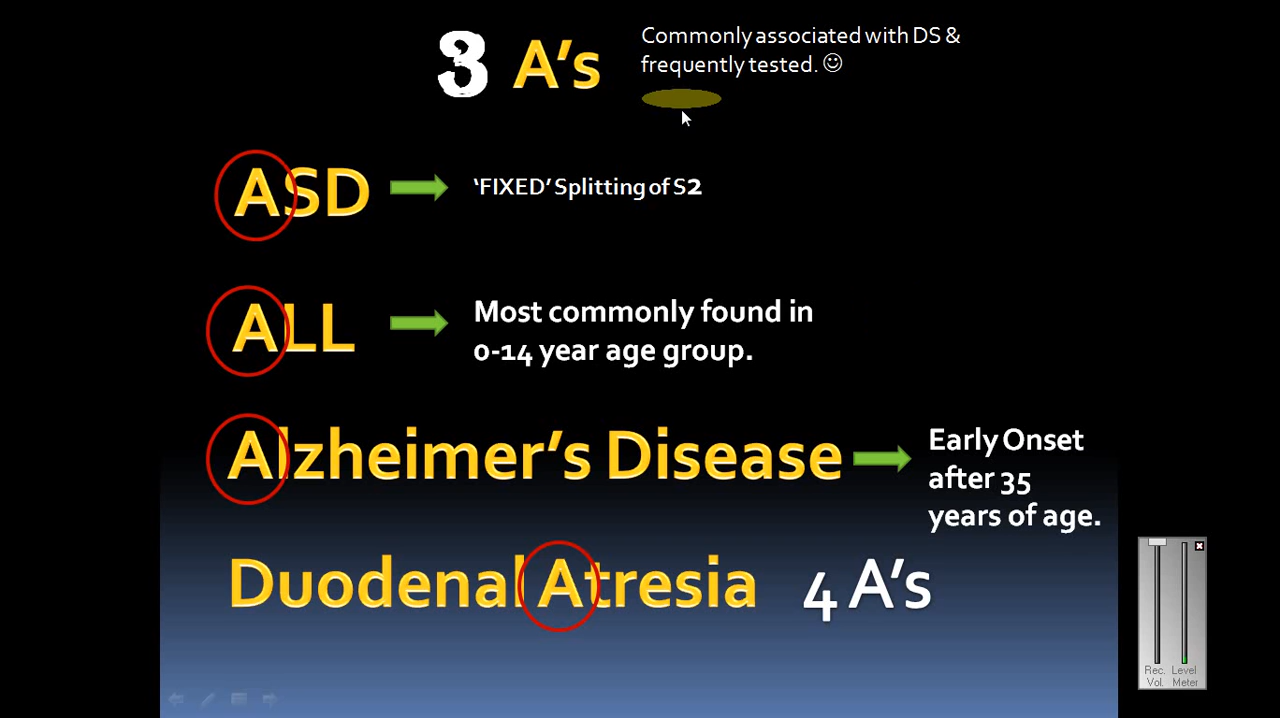 3 A's
Commonly associated with DS &
frequently tested. ☺
ASD
'FIXED' Splitting of S2
ALL
Most commonly found in
0-14 year age group.
Alzheimer's Disease
Early Onset
after 35
years of age.
Duodenal Atresia 4 A's
Rec. Level
Vol. Meter